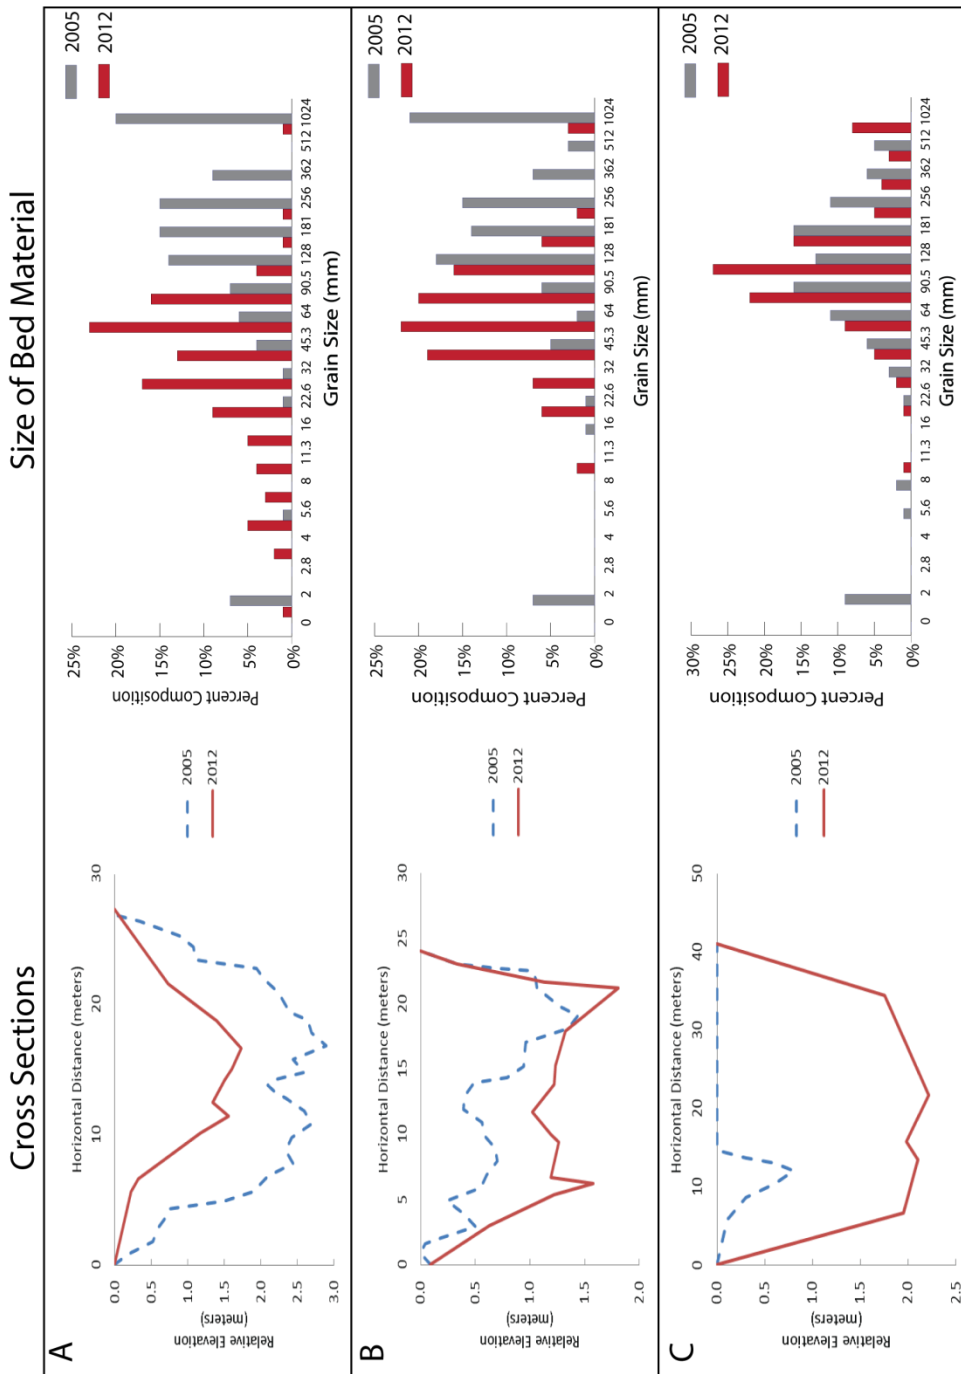 Cross Sections
Size of Bed Material
A
Horizontal Distance (meters)
0 10 20 30
0.0
0.5
1.0
1.5
2.0
2.5
3.0
Relative Elevation
(meters)
2005
2012
25%
20%
15%
10%
5%
0%
Percent Composition
0 2 2.8 4 5.6 8 11.3 16 22.6 32 45.3 64 90.5 128 181 256 362 512 1024
Grain Size (mm)
2005
2012
B
Horizontal Distance (meters)
0 5 10 15 20 25 30
0.0
0.5
1.0
1.5
2.0
Relative Elevation
(meters)
2005
2012
25%
20%
15%
10%
5%
0%
Percent Composition
0 2 2.8 4 5.6 8 11.3 16 22.6 32 45.3 64 90.5 128 181 256 362 512 1024
Grain Size (mm)
2005
2012
C
Horizontal Distance (meters)
0 10 20 30 40 50
0.0
0.5
1.0
1.5
2.0
2.5
Relative Elevation
(meters)
2005
2012
30%
25%
20%
15%
10%
5%
0%
Percent Composition
0 2 2.8 4 5.6 8 11.3 16 22.6 32 45.3 64 90.5 128 181 256 362 512 1024
Grain Size (mm)
2005
2012